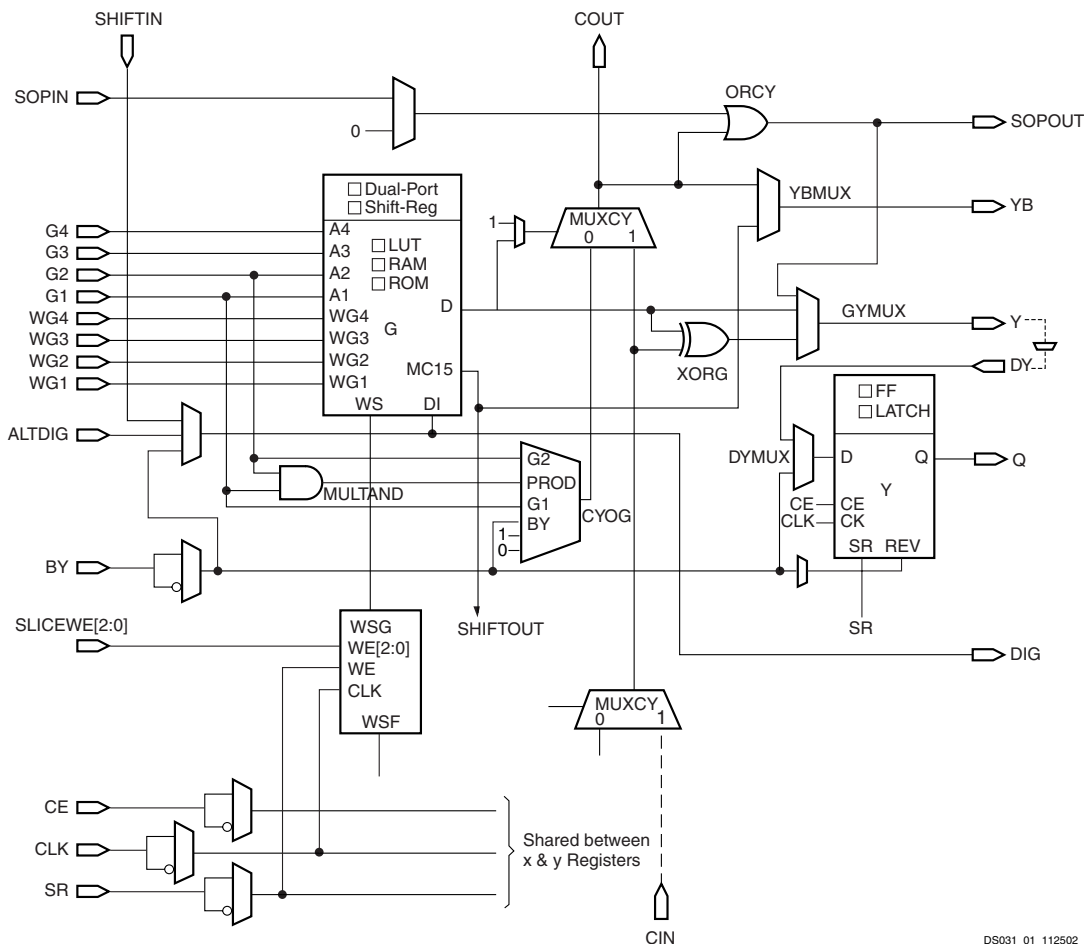 SHIFTIN
COUT
SOPIN
0
ORCY
SOPOUT
Dual-Port
Shift-Reg
YBMUX
YB
MUXCY
0 1
1
G4
G3
G2
G1
WG4
WG3
WG2
WG1
A4
A3
A2
A1
WG4
WG3
WG2
WG1
LUT
RAM
ROM
G
D
MC15
WS
DI
GYMUX
Y
XORG
DY
FF
LATCH
ALTDIG
DYMUX
D
Q
Q
Y
MULTAND
G2
PROD
G1
BY
1
0
CYOG
CE
CLK
CE
CK
SR REV
BY
SR
SLICEWE[2:0]
SHIFTOUT
DIG
WSG
WE[2:0]
WE
CLK
WSF
MUXCY
0 1
CE
CLK
SR
Shared between
x & y Registers
CIN
DS031_01_112502